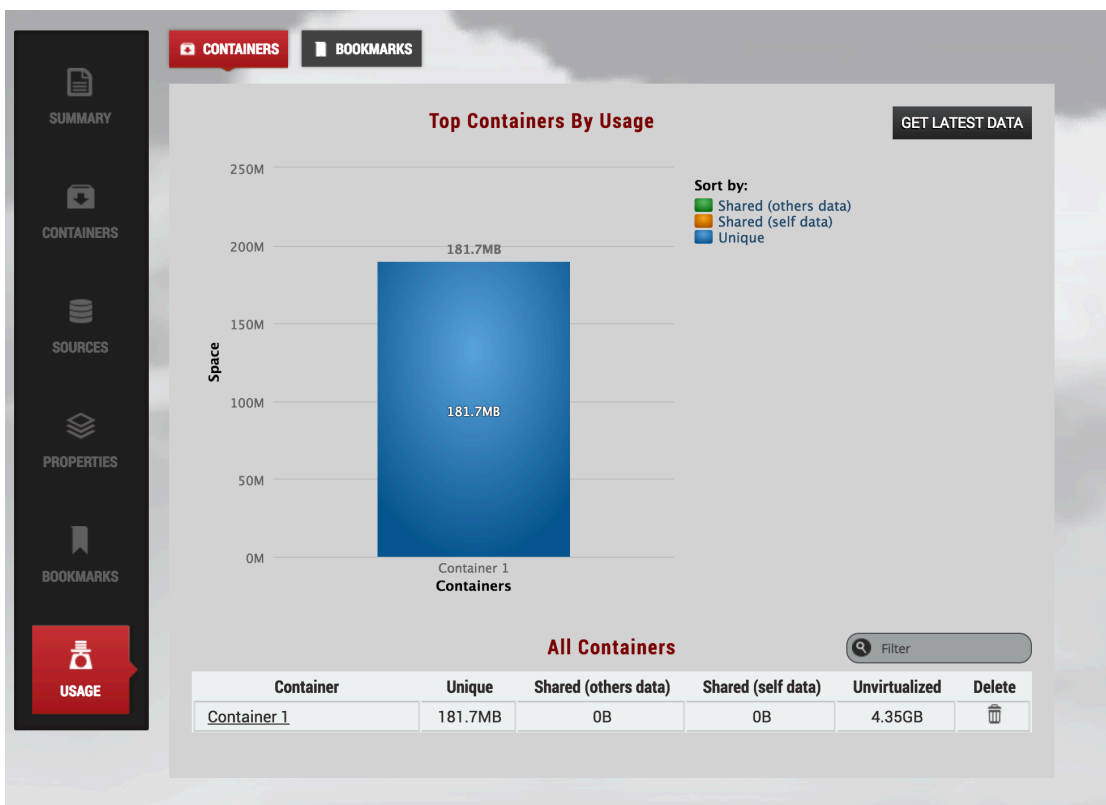 CONTAINERS
BOOKMARKS
SUMMARY
CONTAINERS
SOURCES
PROPERTIES
BOOKMARKS
USAGE
Top Containers By Usage
GET LATEST DATA
250M
200M
150M
100M
50M
0M
Space
181.7MB
181.7MB
Container 1
Containers
Sort by:
Shared (others data)
Shared (self data)
Unique
All Containers
Filter
Container Unique Shared (others data) Shared (self data) Unvirtualized Delete
Container 1 181.7MB 0B 0B 4.35GB